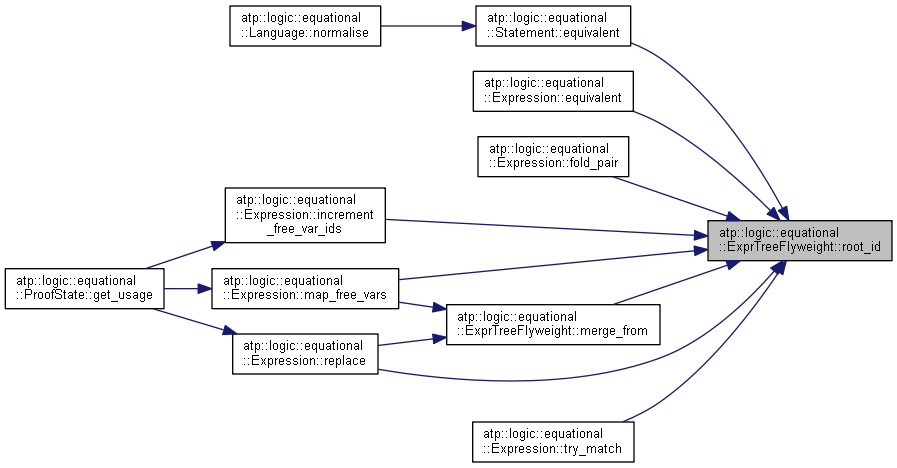 atp::logic::equational
::Language::normalise
atp::logic::equational
::Statement::equivalent
atp::logic::equational
::Expression::equivalent
atp::logic::equational
::Expression::fold_pair
atp::logic::equational
::Expression::increment
_free_var_ids
atp::logic::equational
::ExprTreeFlyweight::root_id
atp::logic::equational
::ProofState::get_usage
atp::logic::equational
::Expression::map_free_vars
atp::logic::equational
::ExprTreeFlyweight::merge_from
atp::logic::equational
::Expression::replace
atp::logic::equational
::Expression::try_match